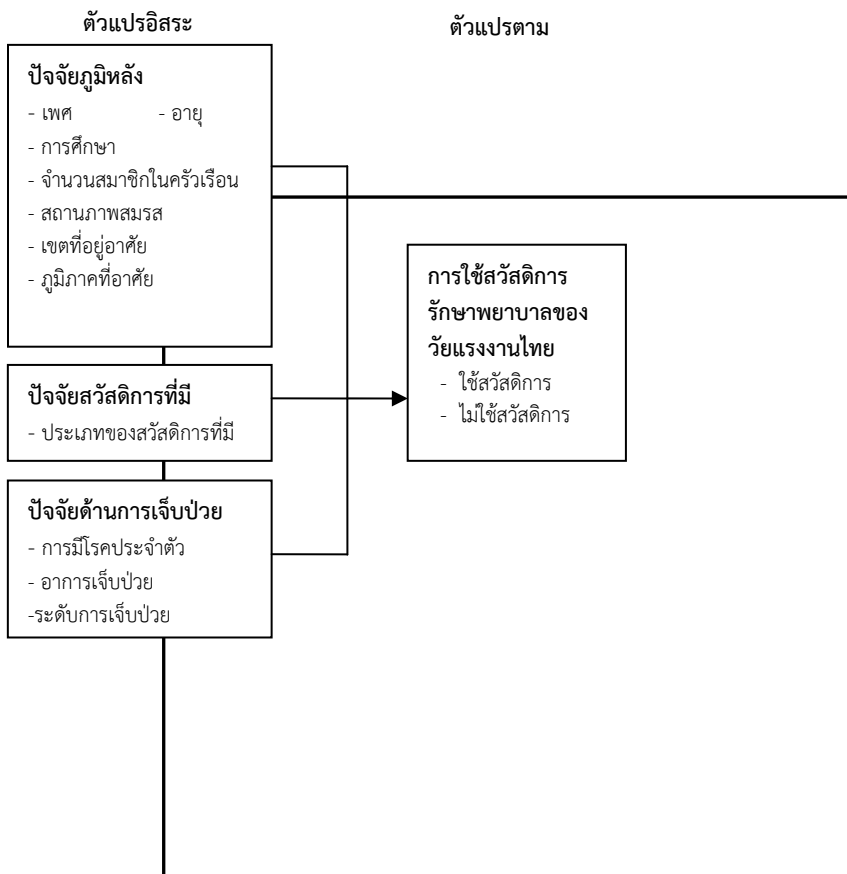 ตัวแปรอิสระ
ตัวแปรตาม
ปัจจัยภูมิหลัง
- เพศ - อายุ
- การศึกษา
- จำนวนสมาชิกในครัวเรือน
- สถานภาพสมรส
- เขตที่อยู่อาศัย
- ภูมิภาคที่อาศัย
ปัจจัยสวัสดิการที่มี
- ประเภทของสวัสดิการที่มี
ปัจจัยด้านการเจ็บป่วย
- การมีโรคประจำตัว
- อาการเจ็บป่วย
-ระดับการเจ็บป่วย
การใช้สวัสดิการ
รักษาพยาบาลของ
วัยแรงงานไทย
- ใช้สวัสดิการ
- ไม่ใช้สวัสดิการ